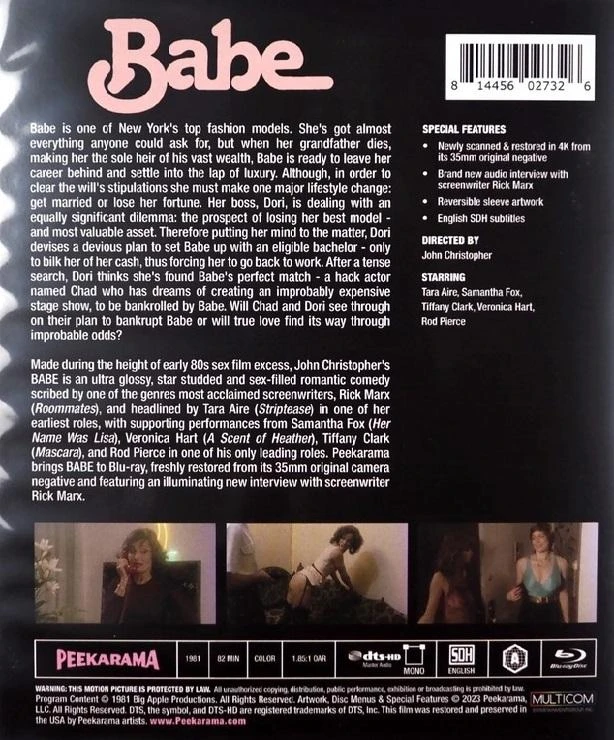 Babe
8 14456 02732 6
Babe is one of New York's top fashion models. She's got almost
everything anyone could ask for, but when her grandfather dies,
making her the sole heir of his vast wealth, Babe is ready to leave her
career behind and settle into the lap of luxury. Although, in order to
clear the will's stipulations she must make one major lifestyle change:
get married or lose her fortune. Her boss, Dori, is dealing with an
equally significant dilemma: the prospect of losing her best model -
and most valuable asset. Therefore putting her mind to the matter, Dori
devises a devious plan to set Babe up with an eligible bachelor - only
to bilk her of her cash, thus forcing her to go back to work. After a tense
search, Dori thinks she's found Babe's perfect match - a hack actor
named Chad who has dreams of creating an improbably expensive
stage show, to be bankrolled by Babe. Will Chad and Dori see through
on their plan to bankrupt Babe or will true love find its way through
improbable odds?
Made during the height of early 80s sex film excess, John Christopher's
BABE is an ultra glossy, star studded and sex-filled romantic comedy
scribed by one of the genres most acclaimed screenwriters, Rick Marx
(Roommates), and headlined by Tara Aire (Striptease) in one of her
earliest roles, with supporting performances from Samantha Fox (Her
Name Was Lisa), Veronica Hart (A Scent of Heather), Tiffany Clark
(Mascara), and Rod Pierce in one of his only leading roles. Peekarama
brings BABE to Blu-ray, freshly restored from its 35mm original camera
negative and featuring an illuminating new interview with screenwriter
Rick Marx.
SPECIAL FEATURES
• Newly scanned & restored in 4K from
its 35mm original negative
• Brand new audio interview with
screenwriter Rick Marx
• Reversible sleeve artwork
• English SDH subtitles
DIRECTED BY
John Christopher
STARRING
Tara Aire, Samantha Fox,
Tiffany Clark, Veronica Hart,
Rod Pierce
PEEKARAMA
1981
82 MIN
COLOR
1.85:1 OAR
dts-HD
Master Audio
MONO
SDH
ENGLISH
A
Blu-ray Disc
WARNING: THIS MOTION PICTURE IS PROTECTED BY LAW. All unauthorized copying, distribution, public performance, exhibition or broadcasting is prohibited by law.
Program Content © 1981 Big Apple Productions. All Rights Reserved. Artwork, Disc Menus & Special Features © 2023 Peekarama,
LLC. All Rights Reserved. DTS, the symbol, and DTS-HD are registered trademarks of DTS, Inc. This film was restored and preserved in
the USA by Peekarama artists. www.Peekarama.com
MULTICOM
ENTERTAINMENT GROUP, INC.